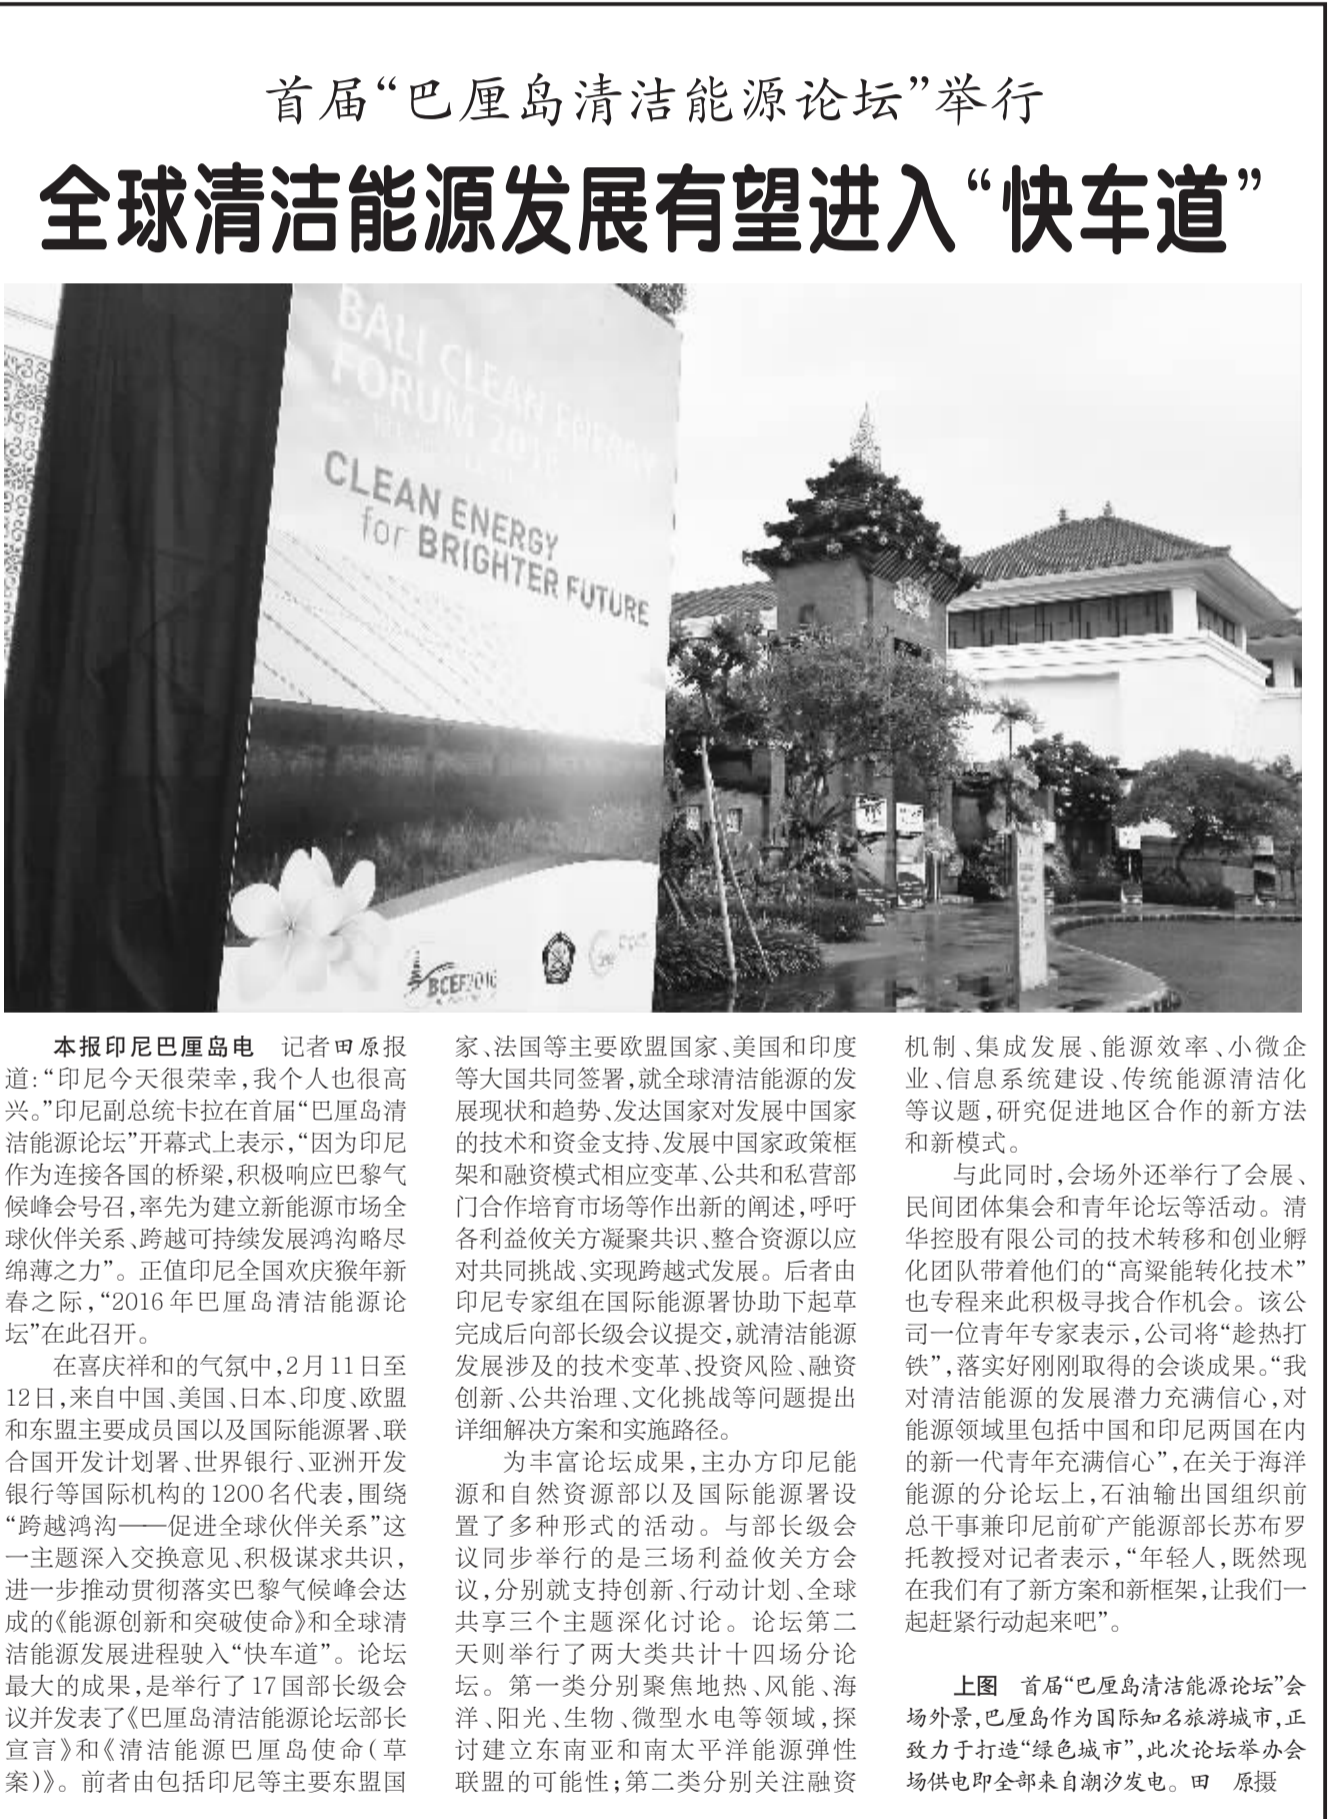 首届“巴厘岛清洁能源论坛”举行
全球清洁能源发展有望进入“快车道”
BALI CLEAN ENERGY
FORUM 2016
CLEAN ENERGY
for BRIGHTER FUTURE
BCEF2016
本报印尼巴厘岛电 记者田原报
道：“印尼今天很荣幸，我个人也很高
兴。”印尼副总统卡拉在首届“巴厘岛清
洁能源论坛”开幕式上表示，“因为印尼
作为连接各国的桥梁，积极响应巴黎气
候峰会号召，率先为建立新能源市场全
球伙伴关系、跨越可持续发展鸿沟略尽
绵薄之力”。正值印尼全国欢庆猴年新
春之际，“2016年巴厘岛清洁能源论
坛”在此召开。
在喜庆祥和的气氛中，2月11日至
12日，来自中国、美国、日本、印度、欧盟
和东盟主要成员国以及国际能源署、联
合国开发计划署、世界银行、亚洲开发
银行等国际机构的1200名代表，围绕
“跨越鸿沟——促进全球伙伴关系”这
一主题深入交换意见、积极谋求共识，
进一步推动贯彻落实巴黎气候峰会达
成的《能源创新和突破使命》和全球清
洁能源发展进程驶入“快车道”。论坛
最大的成果，是举行了17国部长级会
议并发表了《巴厘岛清洁能源论坛部长
宣言》和《清洁能源巴厘岛使命（草
案）》。前者由包括印尼等主要东盟国
家、法国等主要欧盟国家、美国和印度
等大国共同签署，就全球清洁能源的发
展现状和趋势、发达国家对发展中国家
的技术和资金支持、发展中国家政策框
架和融资模式相应变革、公共和私营部
门合作培育市场等作出新的阐述，呼吁
各利益攸关方凝聚共识、整合资源以应
对共同挑战、实现跨越式发展。后者由
印尼专家组在国际能源署协助下起草
完成后向部长级会议提交，就清洁能源
发展涉及的技术变革、投资风险、融资
创新、公共治理、文化挑战等问题提出
详细解决方案和实施路径。
为丰富论坛成果，主办方印尼能
源和自然资源部以及国际能源署设
置了多种形式的活动。与部长级会
议同步举行的是三场利益攸关方会
议，分别就支持创新、行动计划、全球
共享三个主题深化讨论。论坛第二
天则举行了两大类共计十四场分论
坛。第一类分别聚焦地热、风能、海
洋、阳光、生物、微型水电等领域，探
讨建立东南亚和南太平洋能源弹性
联盟的可能性；第二类分别关注融资
机制、集成发展、能源效率、小微企
业、信息系统建设、传统能源清洁化
等议题，研究促进地区合作的新方法
和新模式。
与此同时，会场外还举行了会展、
民间团体集会和青年论坛等活动。清
华控股有限公司的技术转移和创业孵
化团队带着他们的“高粱能转化技术”
也专程来此积极寻找合作机会。该公
司一位青年专家表示，公司将“趁热打
铁”，落实好刚刚取得的会谈成果。“我
对清洁能源的发展潜力充满信心，对
能源领域里包括中国和印尼两国在内
的新一代青年充满信心”，在关于海洋
能源的分论坛上，石油输出国组织前
总干事兼印尼前矿产能源部长苏布罗
托教授对记者表示，“年轻人，既然现
在我们有了新方案和新框架，让我们一
起赶紧行动起来吧”。
上图 首届“巴厘岛清洁能源论坛”会
场外景，巴厘岛作为国际知名旅游城市，正
致力于打造“绿色城市”，此次论坛举办会
场供电即全部来自潮汐发电。田 原摄